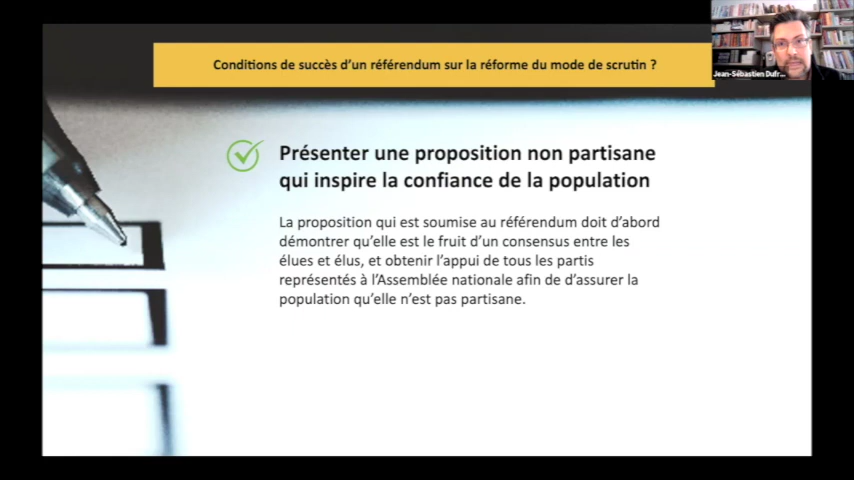 Conditions de succès d'un référendum sur la réforme du mode de scrutin ?
Jean-Sébastien Dufr...
Présenter une proposition non partisane
qui inspire la confiance de la population
La proposition qui est soumise au référendum doit d'abord
démontrer qu'elle est le fruit d'un consensus entre les
élues et élus, et obtenir l'appui de tous les partis
représentés à l'Assemblée nationale afin de d'assurer la
population qu'elle n'est pas partisane.